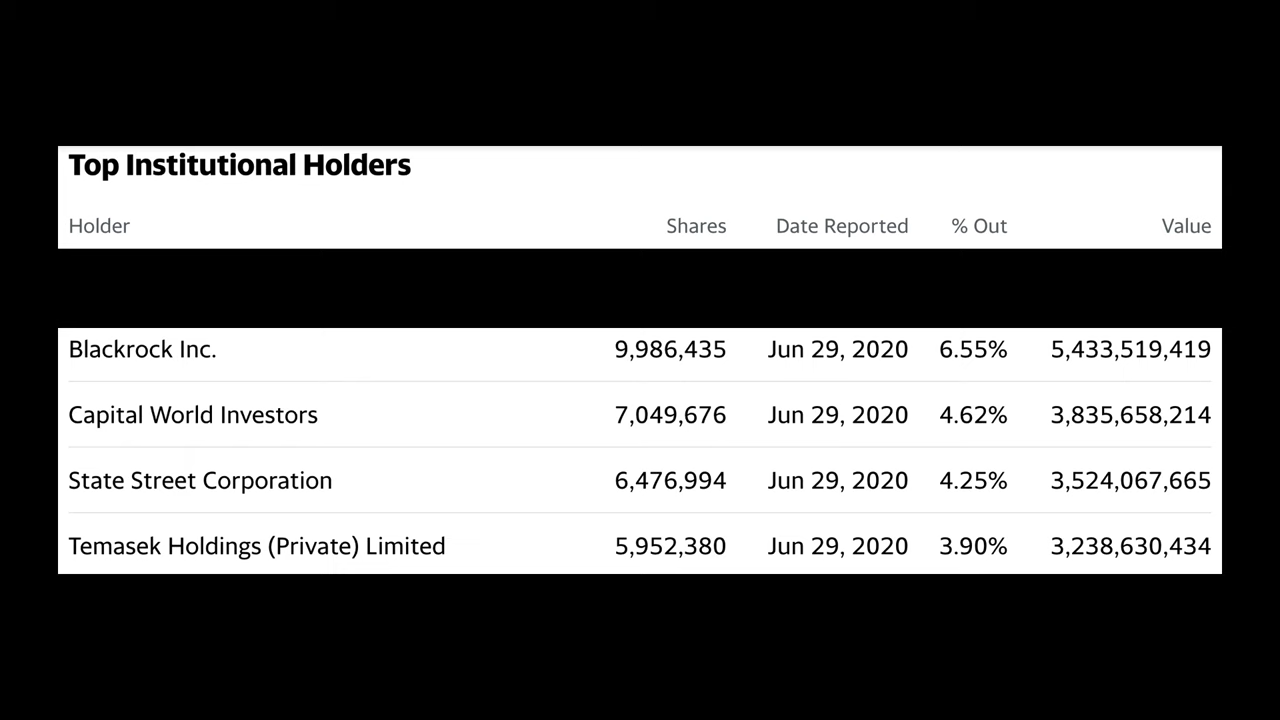 Top Institutional Holders
Holder Shares Date Reported % Out Value
Blackrock Inc. 9,986,435 Jun 29, 2020 6.55% 5,433,519,419
Capital World Investors 7,049,676 Jun 29, 2020 4.62% 3,835,658,214
State Street Corporation 6,476,994 Jun 29, 2020 4.25% 3,524,067,665
Temasek Holdings (Private) Limited 5,952,380 Jun 29, 2020 3.90% 3,238,630,434